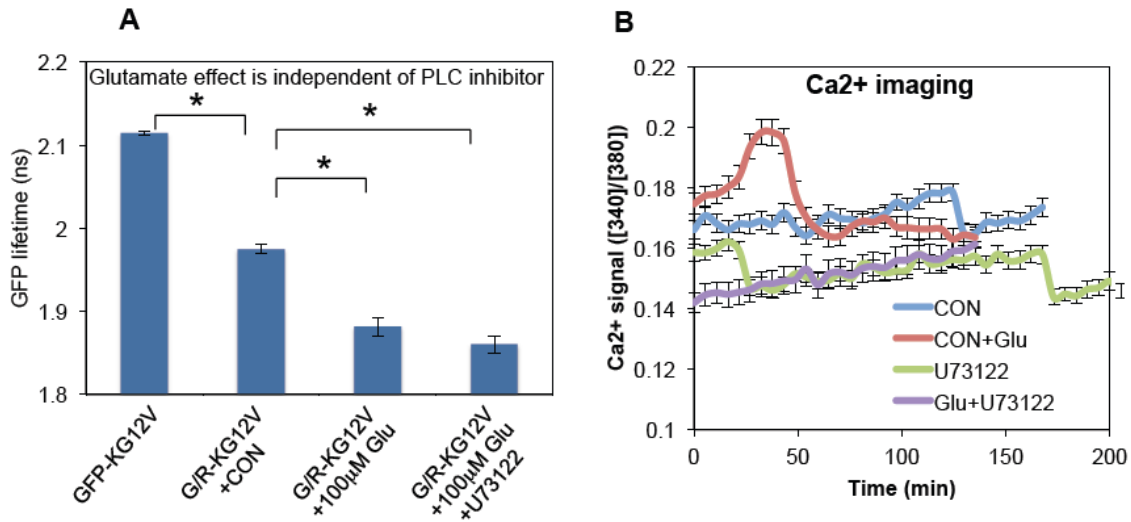 A
2.2
Glutamate effect is independent of PLC inhibitor
*
*
*
2.1
2
1.9
1.8
GFP lifetime (ns)
GFP-KG12V
G/R-KG12V
+CON
G/R-KG12V
+100μM Glu
G/R-KG12V
+100μM Glu
+U73122
B
0.22
0.2
0.18
0.16
0.14
0.12
0.1
Ca2+ signal ([340]/[380])
Ca2+ imaging
CON
CON+Glu
U73122
Glu+U73122
0 50 100 150 200
Time (min)